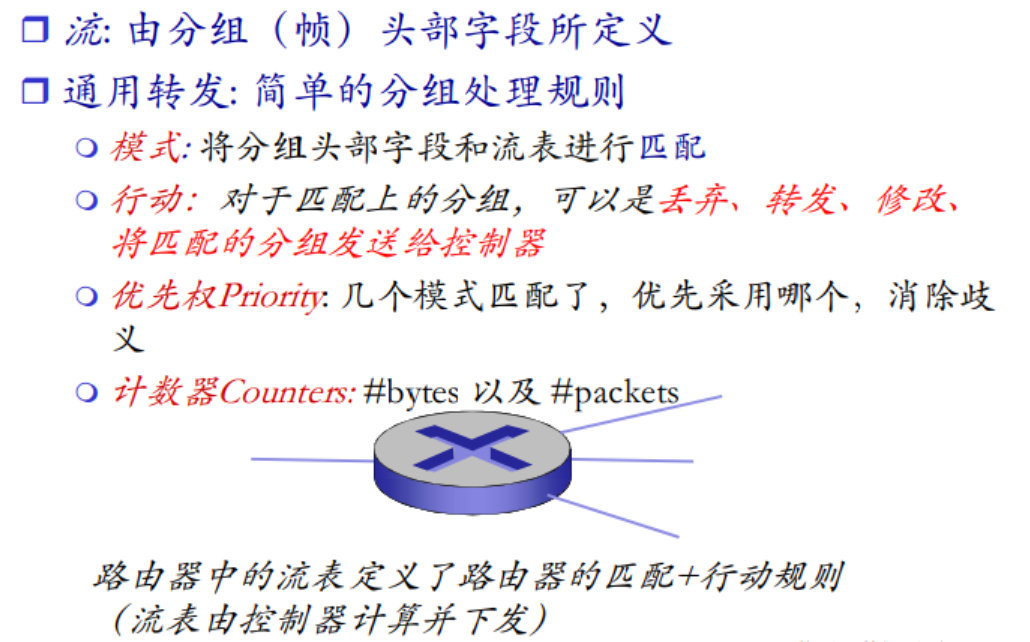 流: 由分组（帧）头部字段所定义
通用转发: 简单的分组处理规则
模式: 将分组头部字段和流表进行匹配
行动：对于匹配上的分组，可以是丢弃、转发、修改、
将匹配的分组发送给控制器
优先权Priority: 几个模式匹配了，优先采用哪个，消除歧
义
计数器Counters: #bytes 以及 #packets
路由器中的流表定义了路由器的匹配+行动规则
（流表由控制器计算并下发）